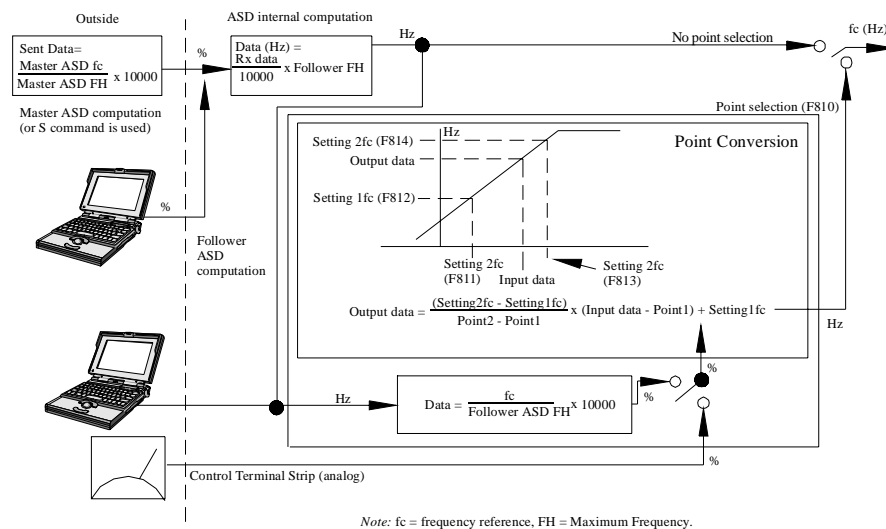 Outside
ASD internal computation
Sent Data=
Master ASD fc
Master ASD FH
x 10000
%
Data (Hz) =
Rx data
10000
x Follower FH
Hz
No point selection
fc (Hz)
Master ASD computation
(or S command is used)
Point selection (F810)
Hz
Point Conversion
Setting 2fc (F814)
Output data
Setting 1fc (F812)
%
Follower
ASD
computation
Setting 2fc
(F811)
Input data
Setting 2fc
(F813)
Output data =
(Setting2fc - Setting1fc)
Point2 - Point1
x (Input data - Point1) + Setting1fc
Hz
%
Hz
Data =
fc
Follower ASD FH
x 10000
%
%
Control Terminal Strip (analog)
Note: fc = frequency reference, FH = Maximum Frequency.